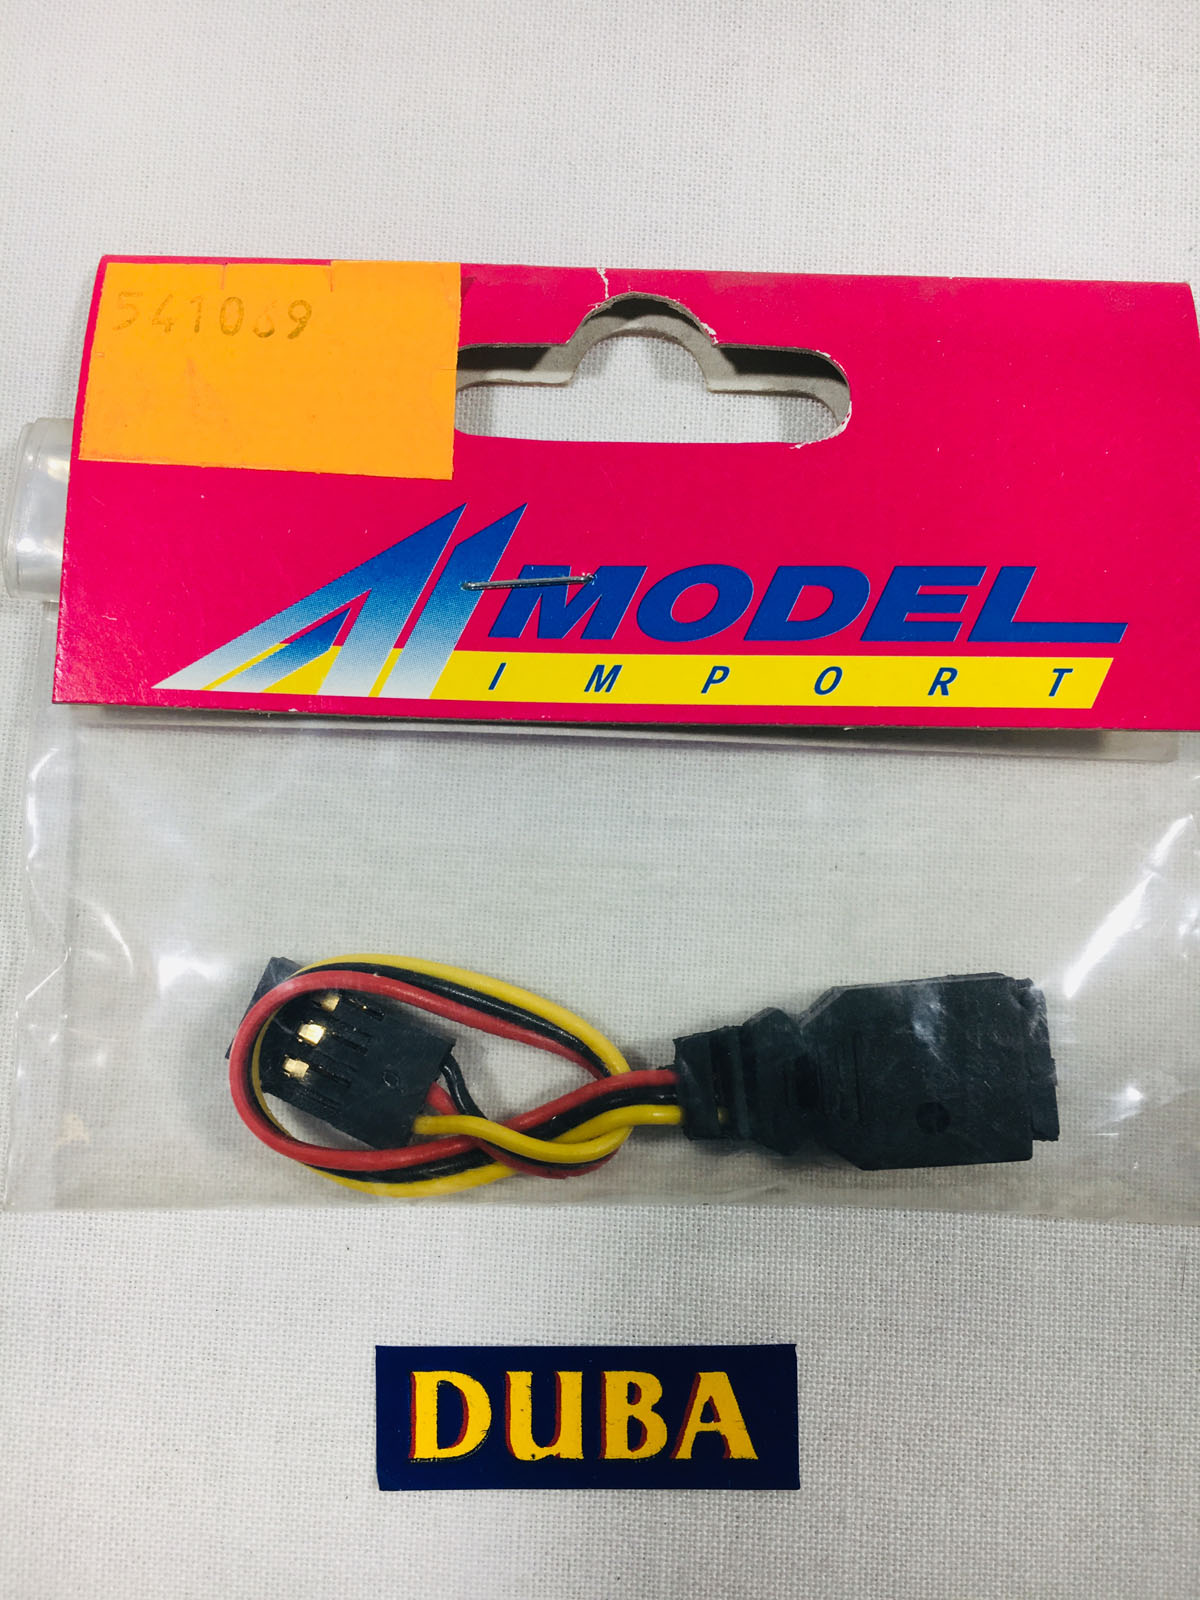 541069
A1 MODEL
IMPORT
DUBA